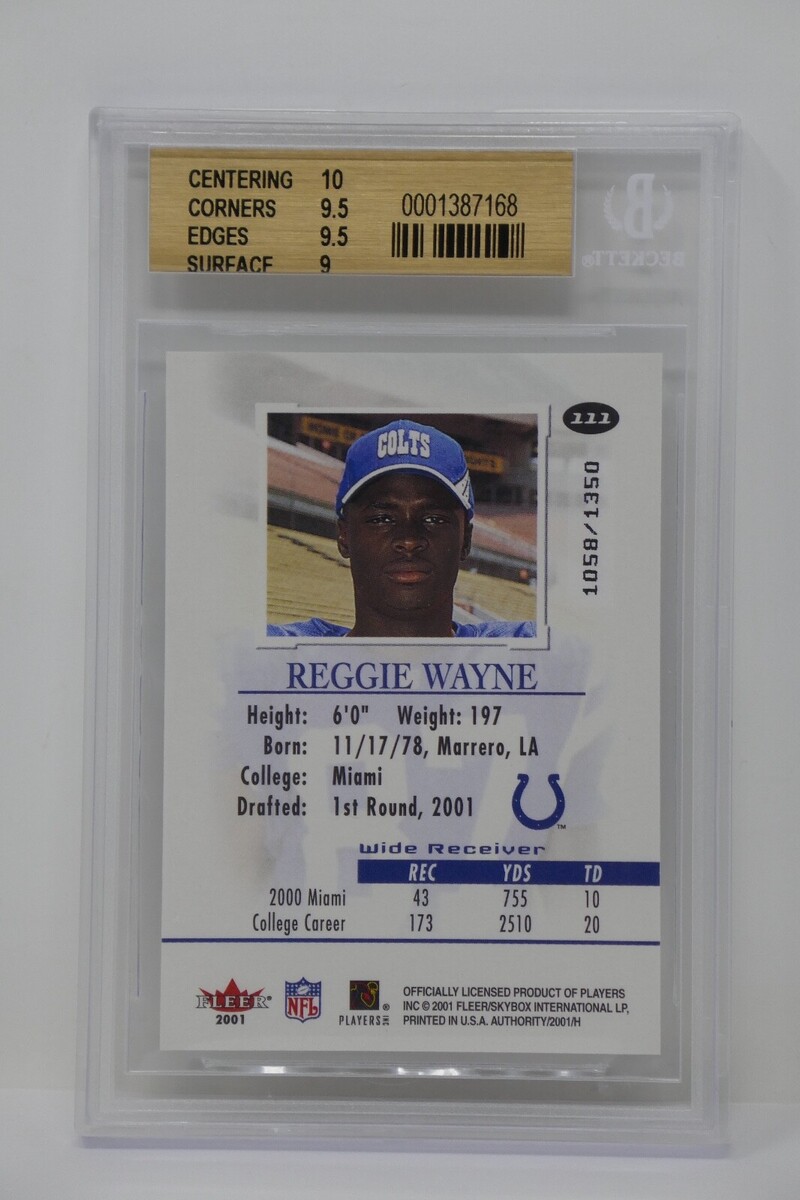 CENTERING 10
CORNERS 9.5
EDGES 9.5
SURFACE 9
0001387168
BECKETT®
111
1058/1350
COLTS
REGGIE WAYNE
Height: 6'0" Weight: 197
Born: 11/17/78, Marrero, LA
College: Miami
Drafted: 1st Round, 2001
TM
Wide Receiver
REC YDS TD
2000 Miami 43 755 10
College Career 173 2510 20
FLEER®
2001
NFL
PLAYERS INC ®
OFFICIALLY LICENSED PRODUCT OF PLAYERS
INC © 2001 FLEER/SKYBOX INTERNATIONAL LP,
PRINTED IN U.S.A. AUTHORITY/2001/H